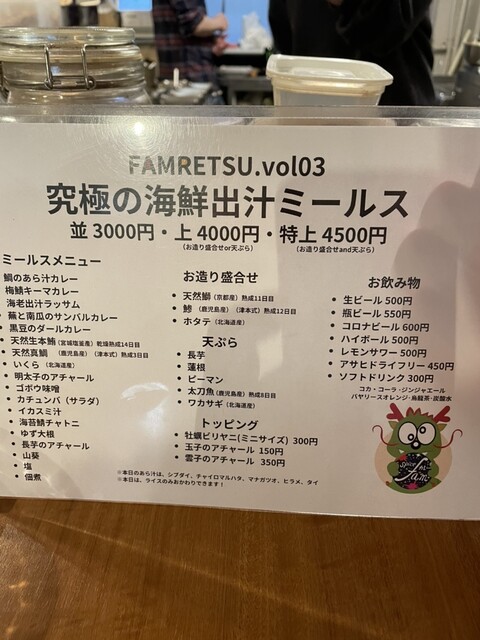 FAMRETSU.vol03
究極の海鮮出汁ミールス
並 3000円・上 4000円・特上 4500円
(お造り盛合せor天ぷら) (お造り盛合せand天ぷら)
ミールスメニュー
鯛のあら汁カレー
梅鯖キーマカレー
海老出汁ラッサム
• 蕪と南瓜のサンバルカレー
• 黒豆のダールカレー
• 天然生本鮪 (宮城塩釜産) 乾燥熟成14日目
• 天然真鯛 (鹿児島産) (津本式) 熟成3日目
• いくら (北海道産)
• 明太子のアチャール
• ゴボウ味噌
• カチュンバ（サラダ）
• イカスミ汁
• 海苔鯖チャトニ
• ゆず大根
• 長芋のアチャール
• 山葵
• 塩
• 佃煮
お造り盛合せ
• 天然鰤 (京都産) 熟成11日目
• 鯵 (鹿児島産) (津本式) 熟成12日目
• ホタテ (北海道産)
天ぷら
• 長芋
• 蓮根
• ピーマン
• 太刀魚 (鹿児島産) 熟成8日目
• ワカサギ (北海道産)
トッピング
• 牡蠣ビリヤニ(ミニサイズ) 300円
• 玉子のアチャール 150円
• 雲子のアチャール 350円
※本日のあら汁は、シブダイ、チャイロマルハタ、マナガツオ、ヒラメ、タイ
※本日は、ライスのみおかわりできます！
お飲み物
• 生ビール 500円
• 瓶ビール 550円
• コロナビール 600円
• ハイボール 500円
• レモンサワー 500円
• アサヒドライフリー 450円
• ソフトドリンク 300円
コカ・コーラ・ジンジャエール
バヤリースオレンジ・烏龍茶・炭酸水
Spice
Jam